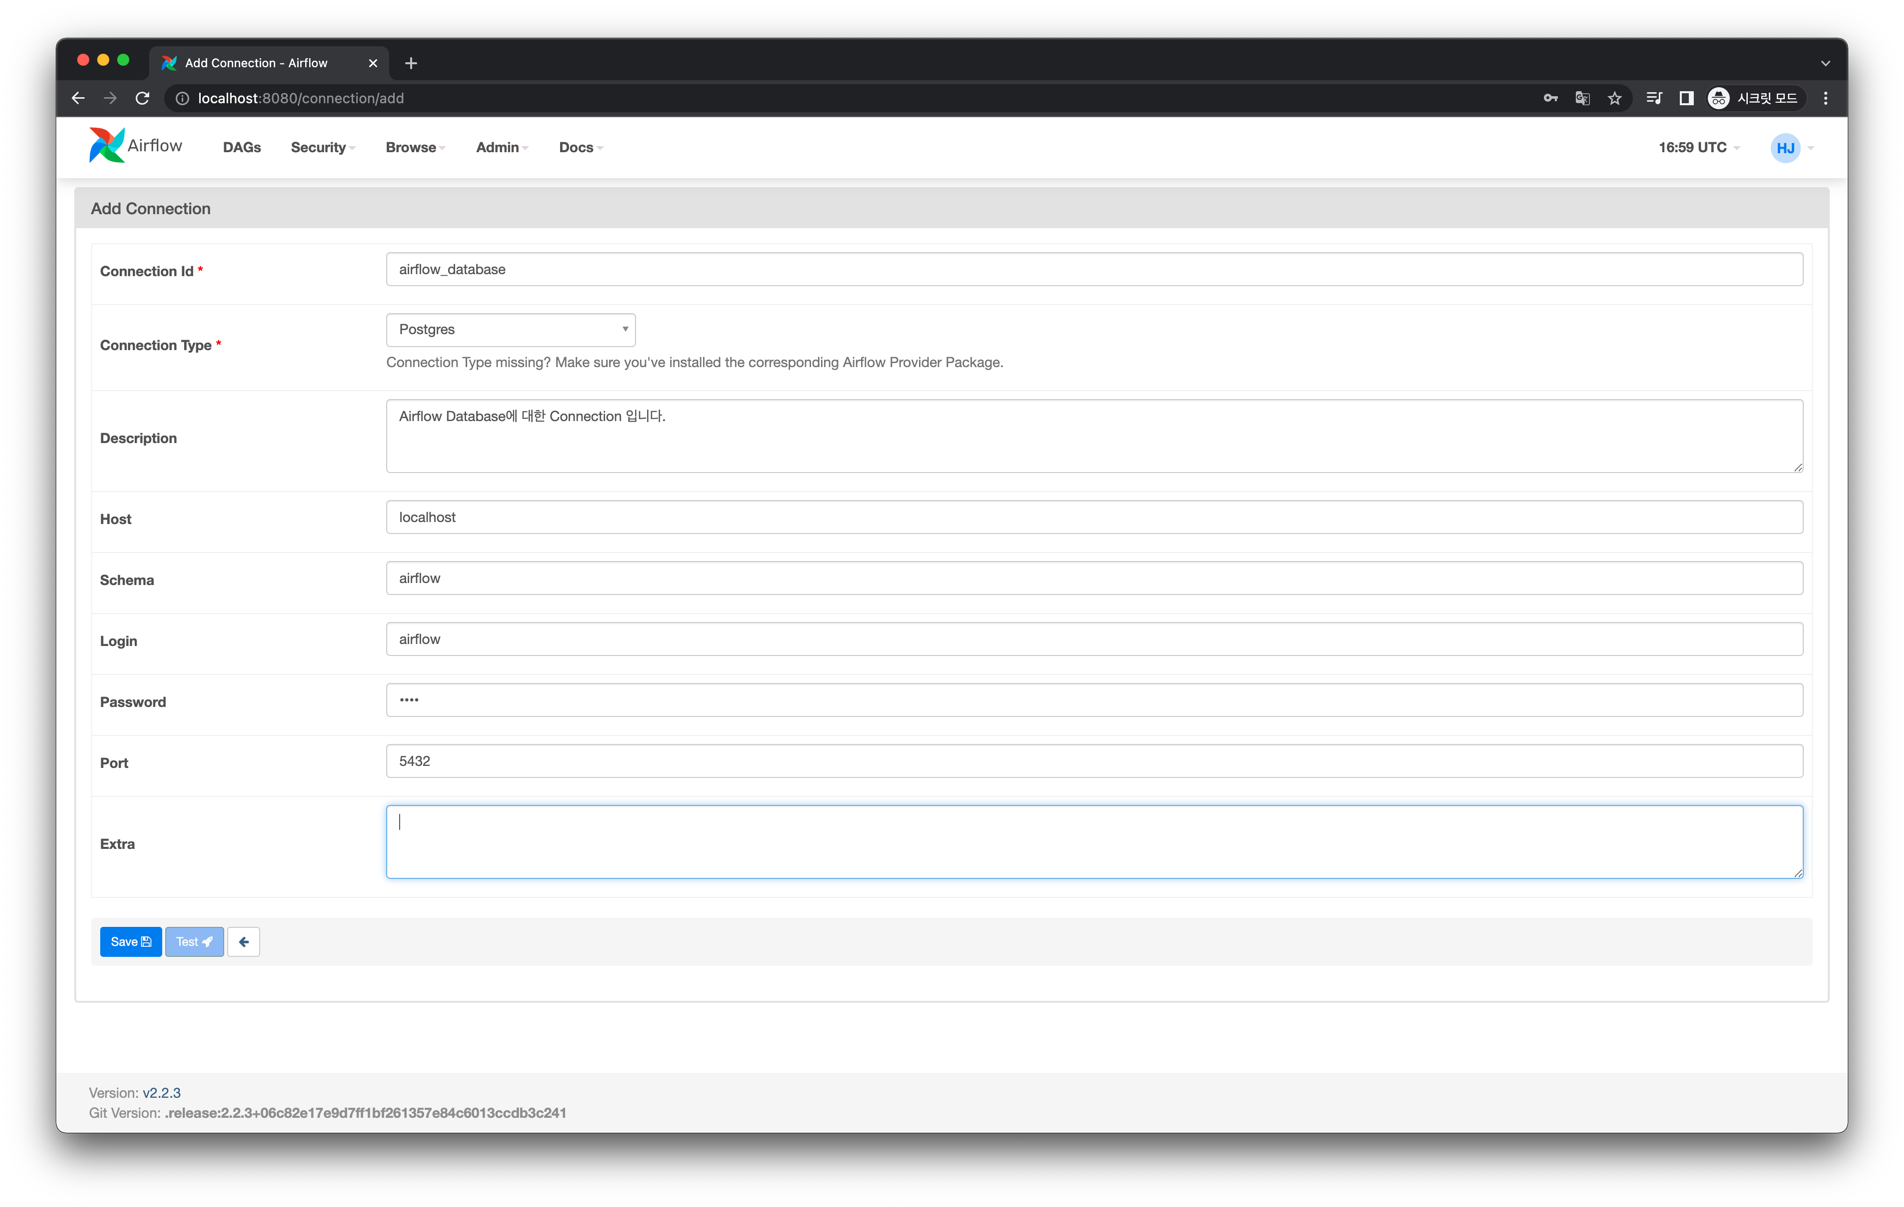 Add Connection - Airflow
localhost:8080/connection/add
시크릿 모드
Airflow
DAGs Security Browse Admin Docs
16:59 UTC
HJ
Add Connection
Connection Id *
airflow_database
Connection Type *
Postgres
Connection Type missing? Make sure you've installed the corresponding Airflow Provider Package.
Description
Airflow Database에 대한 Connection 입니다.
Host
localhost
Schema
airflow
Login
airflow
Password
••••
Port
5432
Extra
Save Test
Version: v2.2.3
Git Version: .release:2.2.3+06c82e17e9d7ff1bf261357e84c6013ccdb3c241